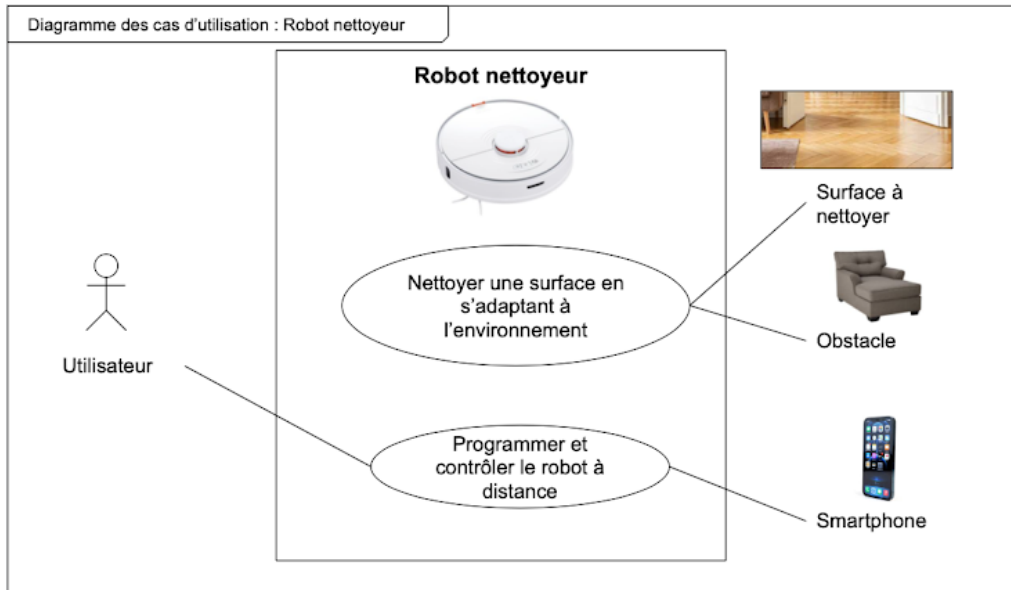 Diagramme des cas d'utilisation : Robot nettoyeur
Robot nettoyeur
Surface à
nettoyer
Nettoyer une surface en
s'adaptant à
l'environnement
Obstacle
Utilisateur
Programmer et
contrôler le robot à
distance
Smartphone